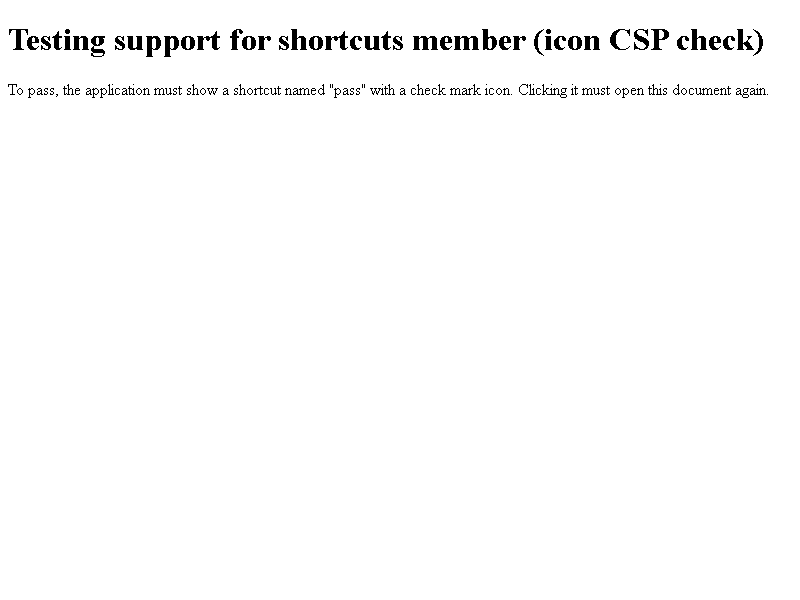 Testing support for shortcuts member (icon CSP check)
To pass, the application must show a shortcut named "pass" with a check mark icon. Clicking it must open this document again.